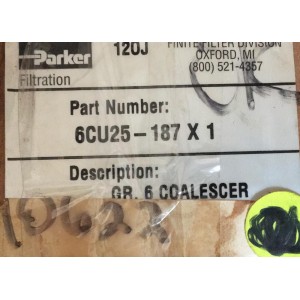 Parker
Filtration
120J
FINITE FILTER DIVISION
OXFORD, MI
(800) 521-4357
Part Number:
6CU25-187 X 1
Description:
GR. 6 COALESCER
10622